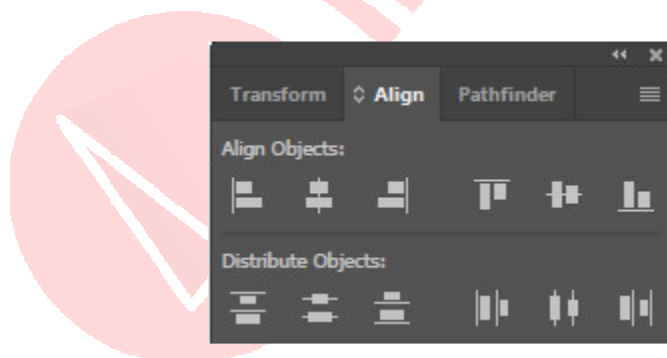 Transform Align Pathfinder
Align Objects:
Distribute Objects: